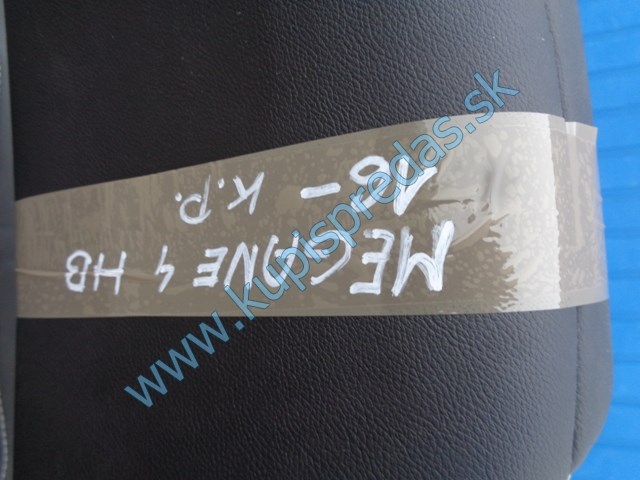 MEGANE 4 HB
16- K.P.
www.kupispredas.sk